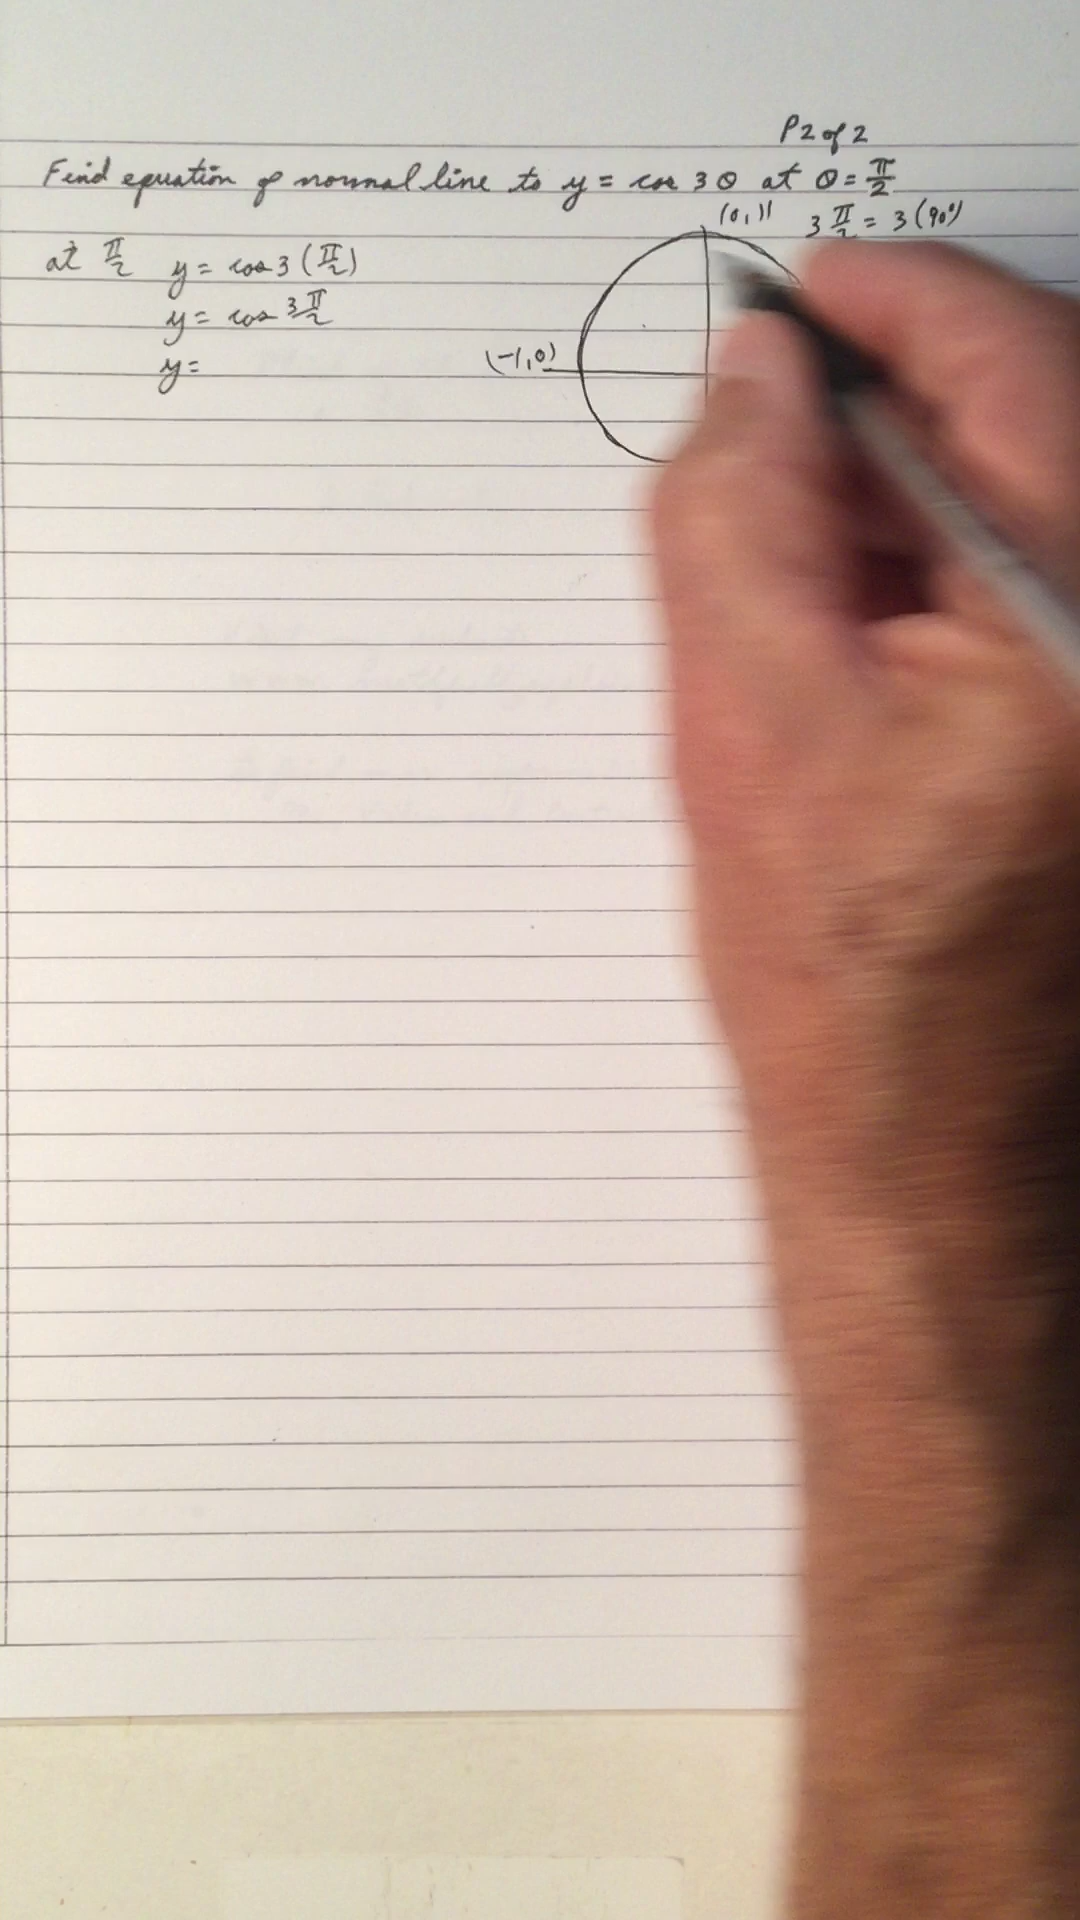 P2 of 2
Find equation of normal line to y = cos 3θ at θ = π/2
(0,1) 3 π/2 = 3 (90°)
at π/2 y = cos 3 (π/2)
y = cos 3π/2
y =
(-1,0)